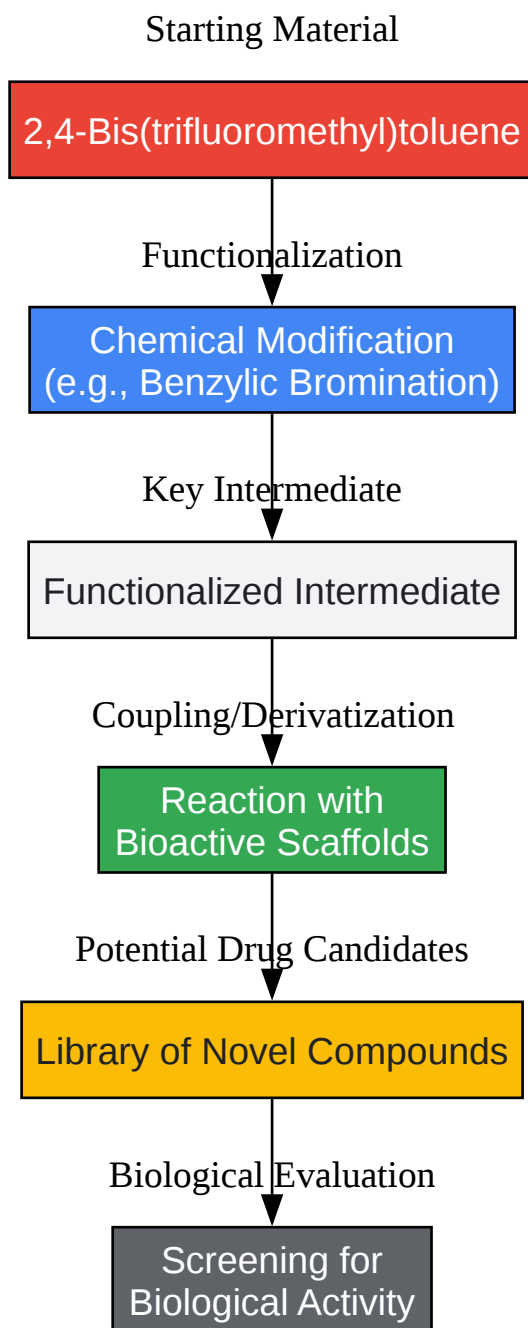 Starting Material
2,4-Bis(trifluoromethyl)toluene
Functionalization
Chemical Modification
(e.g., Benzylic Bromination)
Key Intermediate
Functionalized Intermediate
Coupling/Derivatization
Reaction with
Bioactive Scaffolds
Potential Drug Candidates
Library of Novel Compounds
Biological Evaluation
Screening for
Biological Activity